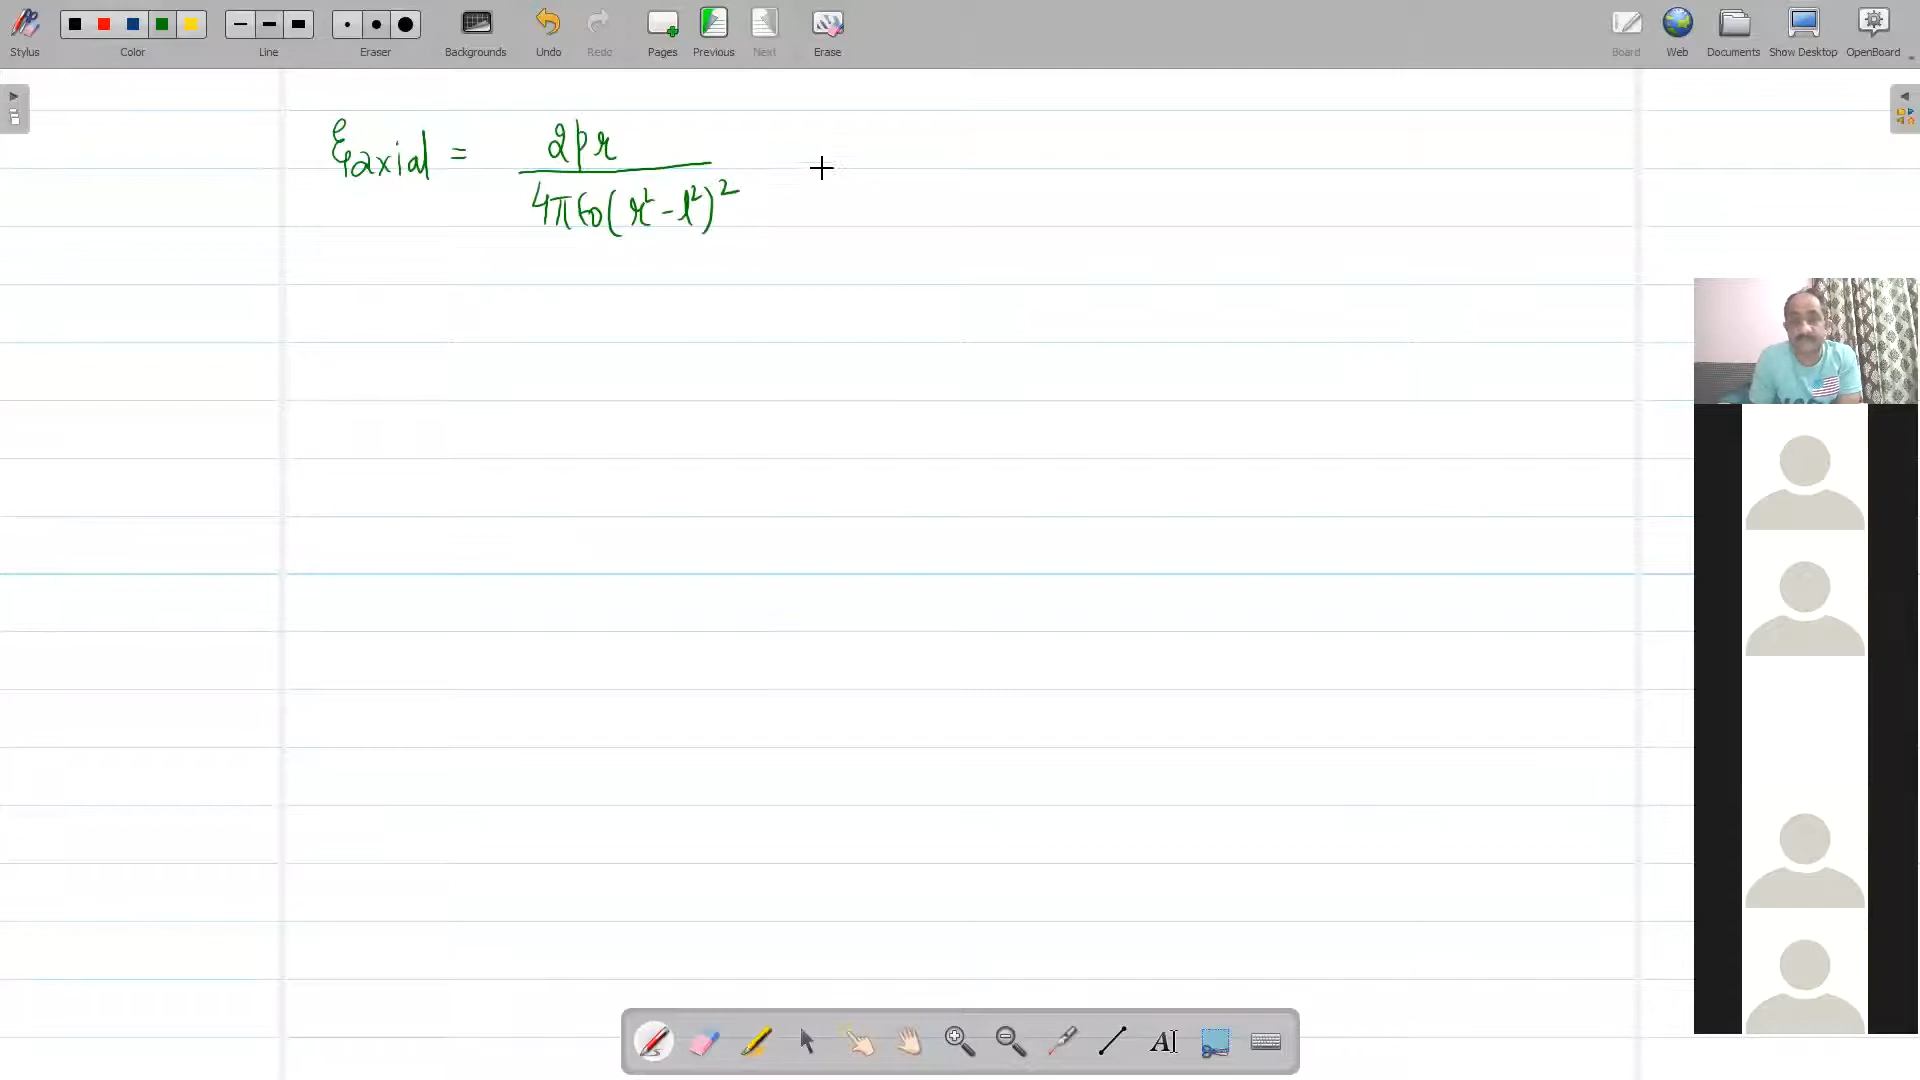 Stylus Color Line Eraser Backgrounds Undo Redo Pages Previous Next Erase Board Web Documents Show Desktop OpenBoard
Eaxial = 2pr / 4πϵ0(r²-l²)²